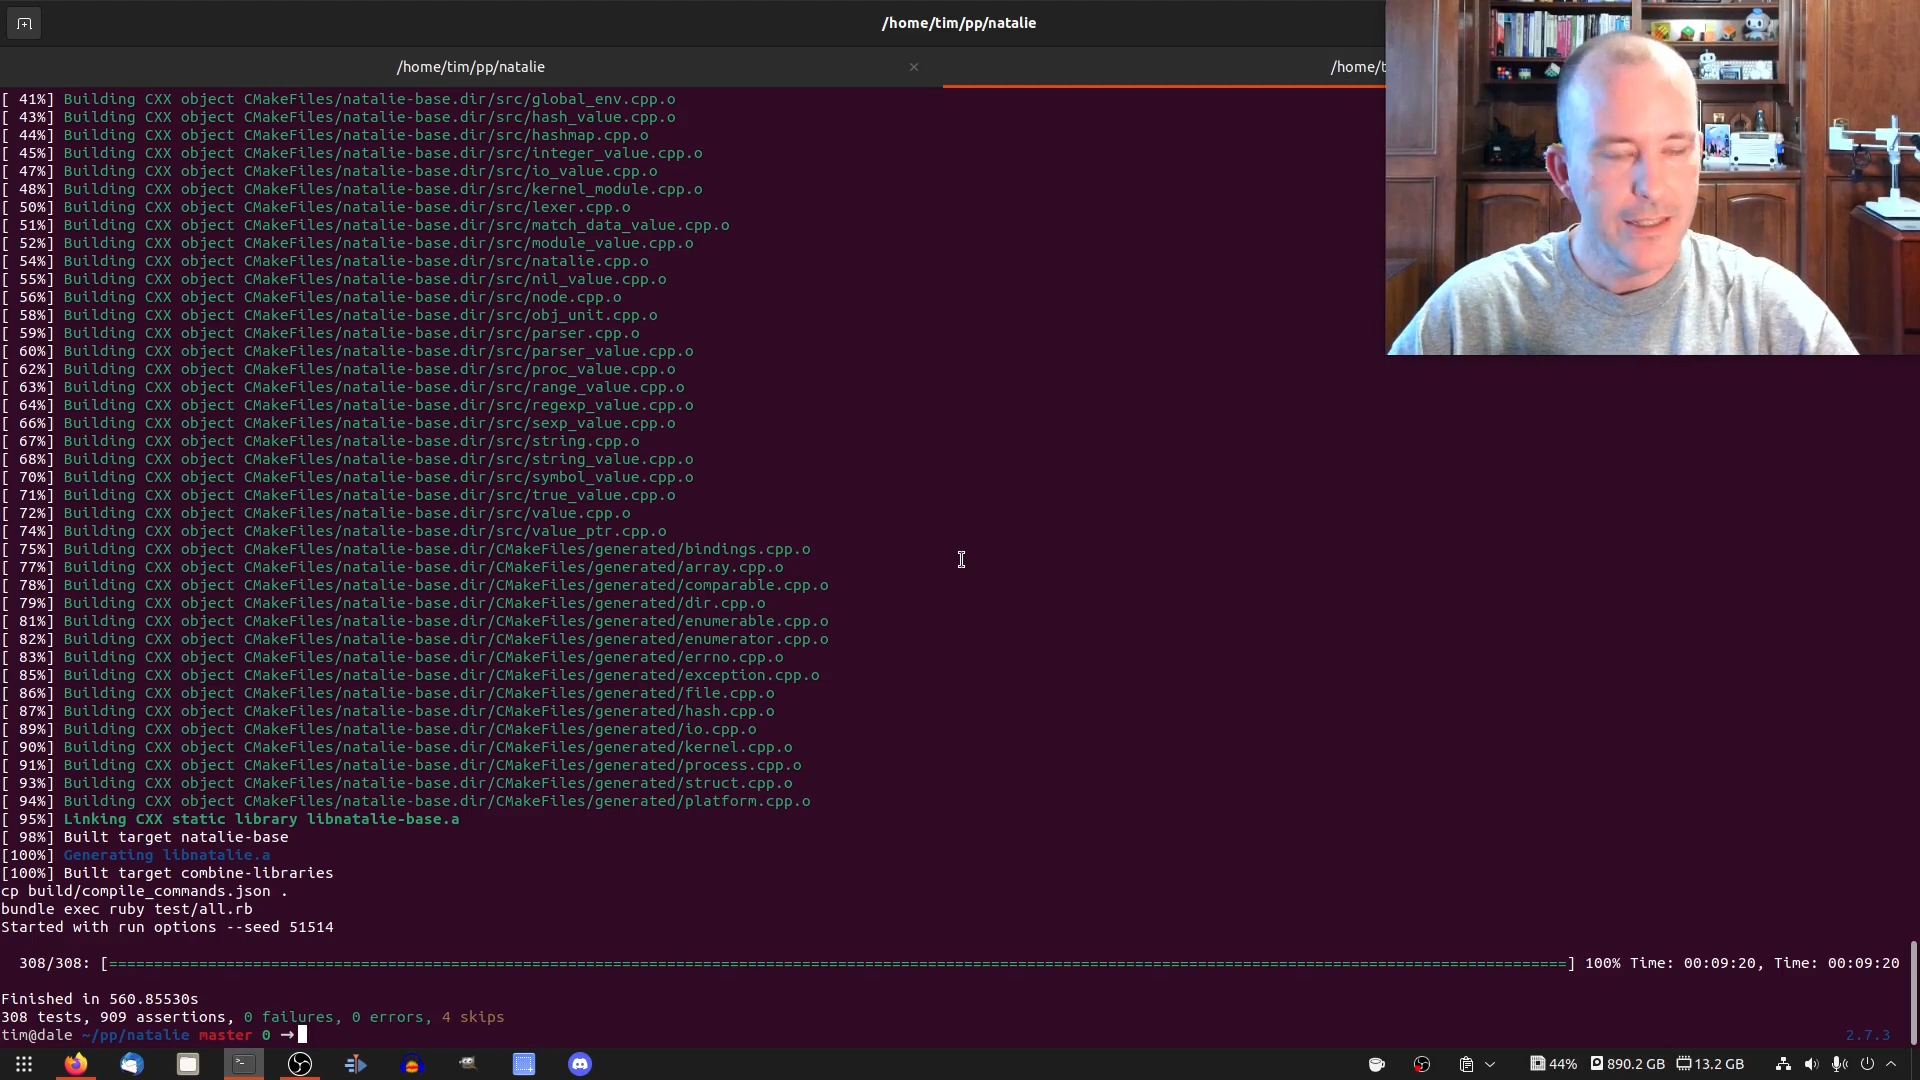 /home/tim/pp/natalie
/home/tim/pp/natalie ×
/home/t
[ 41%] Building CXX object CMakeFiles/natalie-base.dir/src/global_env.cpp.o
[ 43%] Building CXX object CMakeFiles/natalie-base.dir/src/hash_value.cpp.o
[ 44%] Building CXX object CMakeFiles/natalie-base.dir/src/hashmap.cpp.o
[ 45%] Building CXX object CMakeFiles/natalie-base.dir/src/integer_value.cpp.o
[ 47%] Building CXX object CMakeFiles/natalie-base.dir/src/io_value.cpp.o
[ 48%] Building CXX object CMakeFiles/natalie-base.dir/src/kernel_module.cpp.o
[ 50%] Building CXX object CMakeFiles/natalie-base.dir/src/lexer.cpp.o
[ 51%] Building CXX object CMakeFiles/natalie-base.dir/src/match_data_value.cpp.o
[ 52%] Building CXX object CMakeFiles/natalie-base.dir/src/module_value.cpp.o
[ 54%] Building CXX object CMakeFiles/natalie-base.dir/src/natalie.cpp.o
[ 55%] Building CXX object CMakeFiles/natalie-base.dir/src/nil_value.cpp.o
[ 56%] Building CXX object CMakeFiles/natalie-base.dir/src/node.cpp.o
[ 58%] Building CXX object CMakeFiles/natalie-base.dir/src/obj_unit.cpp.o
[ 59%] Building CXX object CMakeFiles/natalie-base.dir/src/parser.cpp.o
[ 60%] Building CXX object CMakeFiles/natalie-base.dir/src/parser_value.cpp.o
[ 62%] Building CXX object CMakeFiles/natalie-base.dir/src/proc_value.cpp.o
[ 63%] Building CXX object CMakeFiles/natalie-base.dir/src/range_value.cpp.o
[ 64%] Building CXX object CMakeFiles/natalie-base.dir/src/regexp_value.cpp.o
[ 66%] Building CXX object CMakeFiles/natalie-base.dir/src/sexp_value.cpp.o
[ 67%] Building CXX object CMakeFiles/natalie-base.dir/src/string.cpp.o
[ 68%] Building CXX object CMakeFiles/natalie-base.dir/src/string_value.cpp.o
[ 70%] Building CXX object CMakeFiles/natalie-base.dir/src/symbol_value.cpp.o
[ 71%] Building CXX object CMakeFiles/natalie-base.dir/src/true_value.cpp.o
[ 72%] Building CXX object CMakeFiles/natalie-base.dir/src/value.cpp.o
[ 74%] Building CXX object CMakeFiles/natalie-base.dir/src/value_ptr.cpp.o
[ 75%] Building CXX object CMakeFiles/natalie-base.dir/CMakeFiles/generated/bindings.cpp.o
[ 77%] Building CXX object CMakeFiles/natalie-base.dir/CMakeFiles/generated/array.cpp.o
[ 78%] Building CXX object CMakeFiles/natalie-base.dir/CMakeFiles/generated/comparable.cpp.o
[ 79%] Building CXX object CMakeFiles/natalie-base.dir/CMakeFiles/generated/dir.cpp.o
[ 81%] Building CXX object CMakeFiles/natalie-base.dir/CMakeFiles/generated/enumerable.cpp.o
[ 82%] Building CXX object CMakeFiles/natalie-base.dir/CMakeFiles/generated/enumerator.cpp.o
[ 83%] Building CXX object CMakeFiles/natalie-base.dir/CMakeFiles/generated/errno.cpp.o
[ 85%] Building CXX object CMakeFiles/natalie-base.dir/CMakeFiles/generated/exception.cpp.o
[ 86%] Building CXX object CMakeFiles/natalie-base.dir/CMakeFiles/generated/file.cpp.o
[ 87%] Building CXX object CMakeFiles/natalie-base.dir/CMakeFiles/generated/hash.cpp.o
[ 89%] Building CXX object CMakeFiles/natalie-base.dir/CMakeFiles/generated/io.cpp.o
[ 90%] Building CXX object CMakeFiles/natalie-base.dir/CMakeFiles/generated/kernel.cpp.o
[ 91%] Building CXX object CMakeFiles/natalie-base.dir/CMakeFiles/generated/process.cpp.o
[ 93%] Building CXX object CMakeFiles/natalie-base.dir/CMakeFiles/generated/struct.cpp.o
[ 94%] Building CXX object CMakeFiles/natalie-base.dir/CMakeFiles/generated/platform.cpp.o
[ 95%] Linking CXX static library libnatalie-base.a
[ 98%] Built target natalie-base
[100%] Generating libnatalie.a
[100%] Built target combine-libraries
cp build/compile_commands.json .
bundle exec ruby test/all.rb
Started with run options --seed 51514
308/308: [==================================================================================================================================================================] 100% Time: 00:09:20, Time: 00:09:20
Finished in 560.85530s
308 tests, 909 assertions, 0 failures, 0 errors, 4 skips
tim@dale ~/pp/natalie master 0 → 2.7.3
44% 890.2 GB 13.2 GB